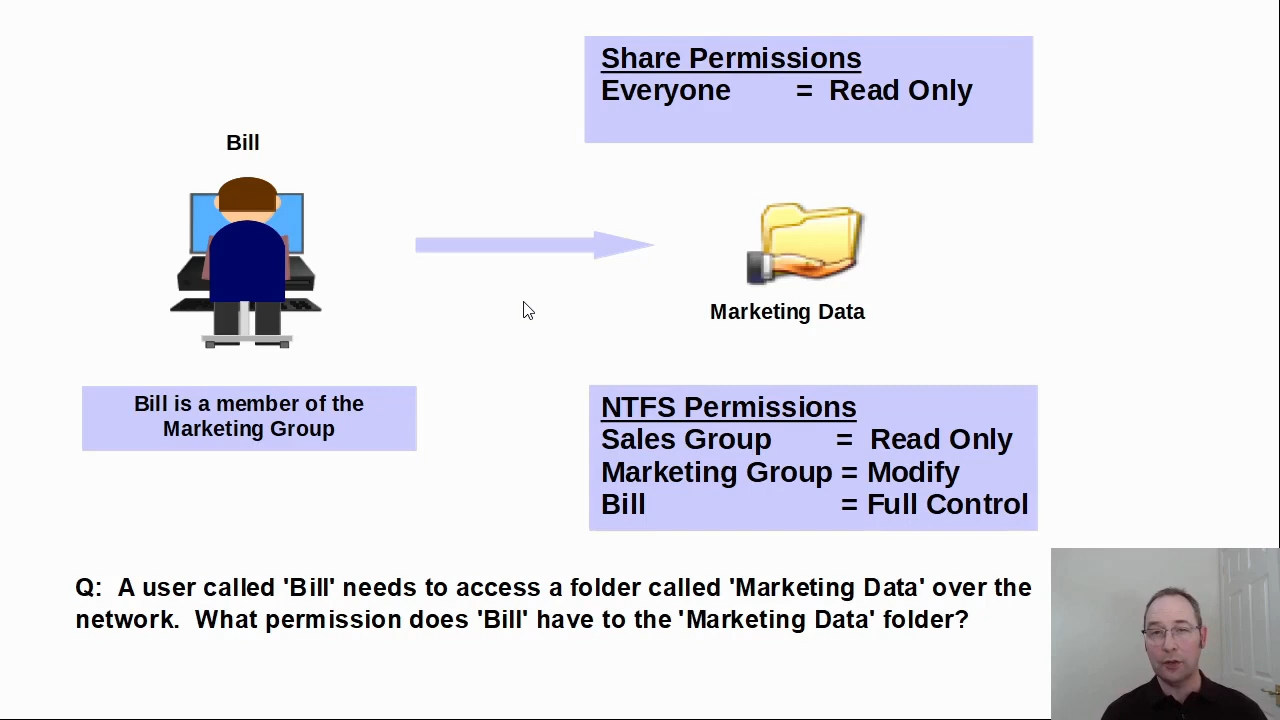 Share Permissions
Everyone = Read Only
Bill
Marketing Data
Bill is a member of the
Marketing Group
NTFS Permissions
Sales Group = Read Only
Marketing Group = Modify
Bill = Full Control
Q: A user called 'Bill' needs to access a folder called 'Marketing Data' over the
network. What permission does 'Bill' have to the 'Marketing Data' folder?